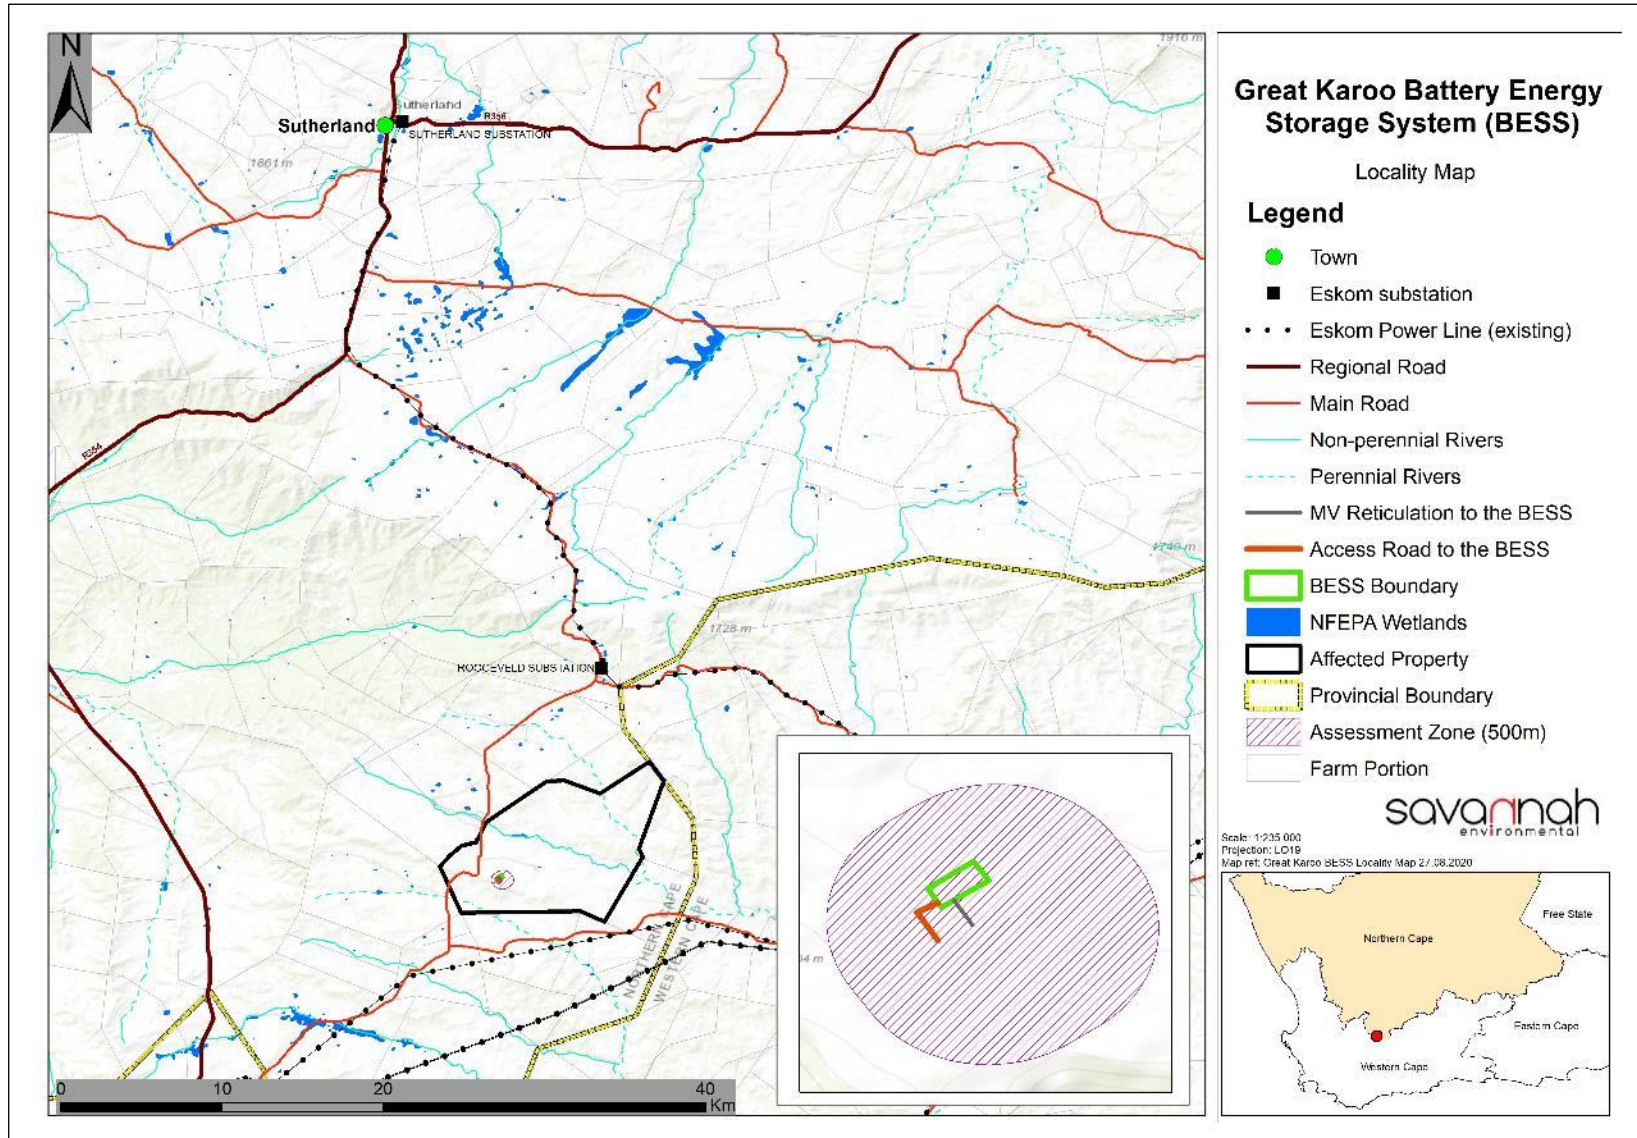 N
1916 m
Sutherland
Sutherland
R356
SUTHERLAND SUBSTATION
1661 m
R354
1740 m
1728 m
ROGGEVELD SUBSTATION
NORTHERN CAPE
WESTERN CAPE
64 m
0 10 20 40
Km
Great Karoo Battery Energy
Storage System (BESS)
Locality Map
Legend
Town
Eskom substation
Eskom Power Line (existing)
Regional Road
Main Road
Non-perennial Rivers
Perennial Rivers
MV Reticulation to the BESS
Access Road to the BESS
BESS Boundary
NFEPA Wetlands
Affected Property
Provincial Boundary
Assessment Zone (500m)
Farm Portion
savannah
environmental
Scale: 1:235 000
Projection: LO19
Map ref: Great Karoo BESS Locality Map 27.08.2020
Free State
Northern Cape
Eastern Cape
Western Cape